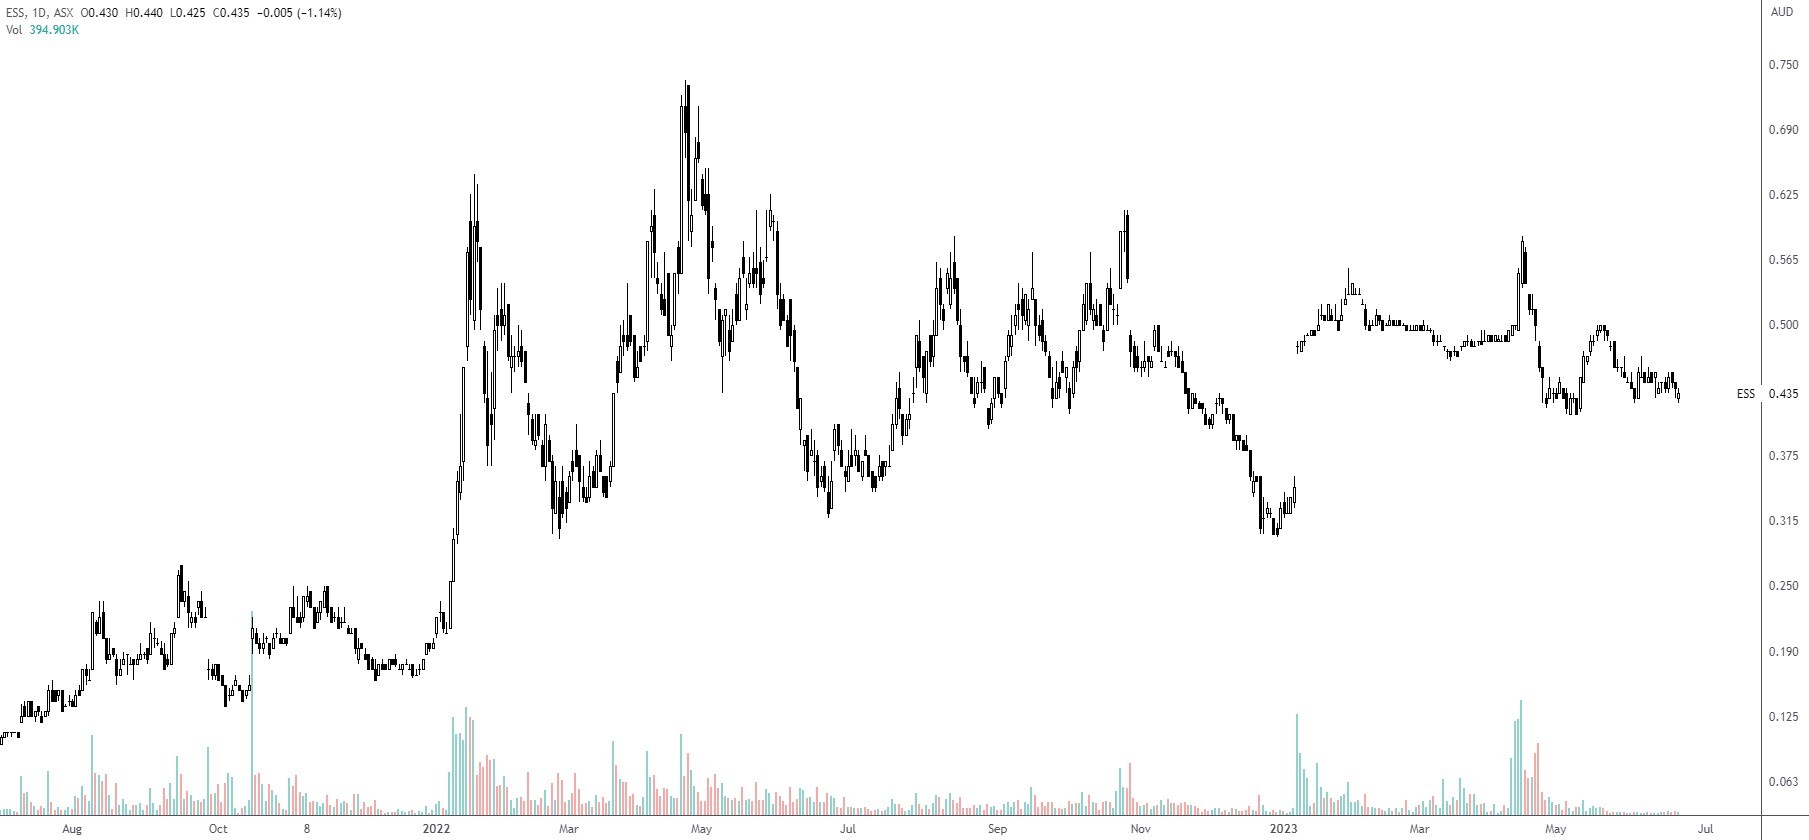 ESS, 1D, ASX O0.430 H0.440 L0.425 C0.435 −0.005 (−1.14%)
AUD
Vol 394.903K
0.750
0.690
0.625
0.565
0.500
ESS 0.435
0.375
0.315
0.250
0.190
0.125
0.063
Aug Oct 8 2022 Mar May Jul Sep Nov 2023 Mar May Jul